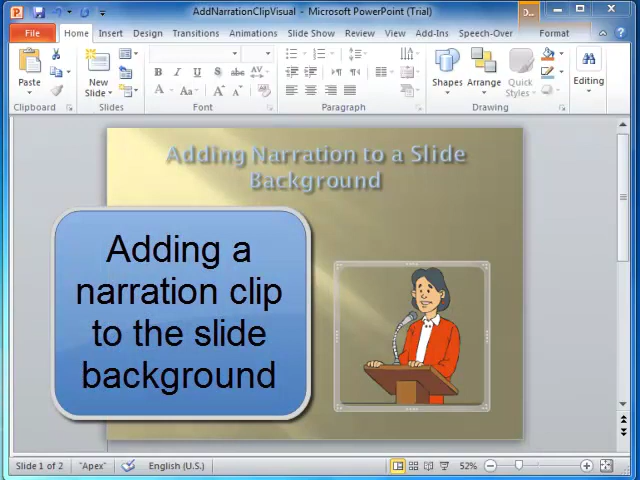 AddNarrationClipVisual - Microsoft PowerPoint (Trial)
File Home Insert Design Transitions Animations Slide Show Review View Add-Ins Speech-Over Format
Paste New Slide Shapes Arrange Quick Styles Editing
Clipboard Slides Font Paragraph Drawing
Adding Narration to a Slide
Background
Adding a
narration clip
to the slide
background
Slide 1 of 2 "Apex" English (U.S.) 52%